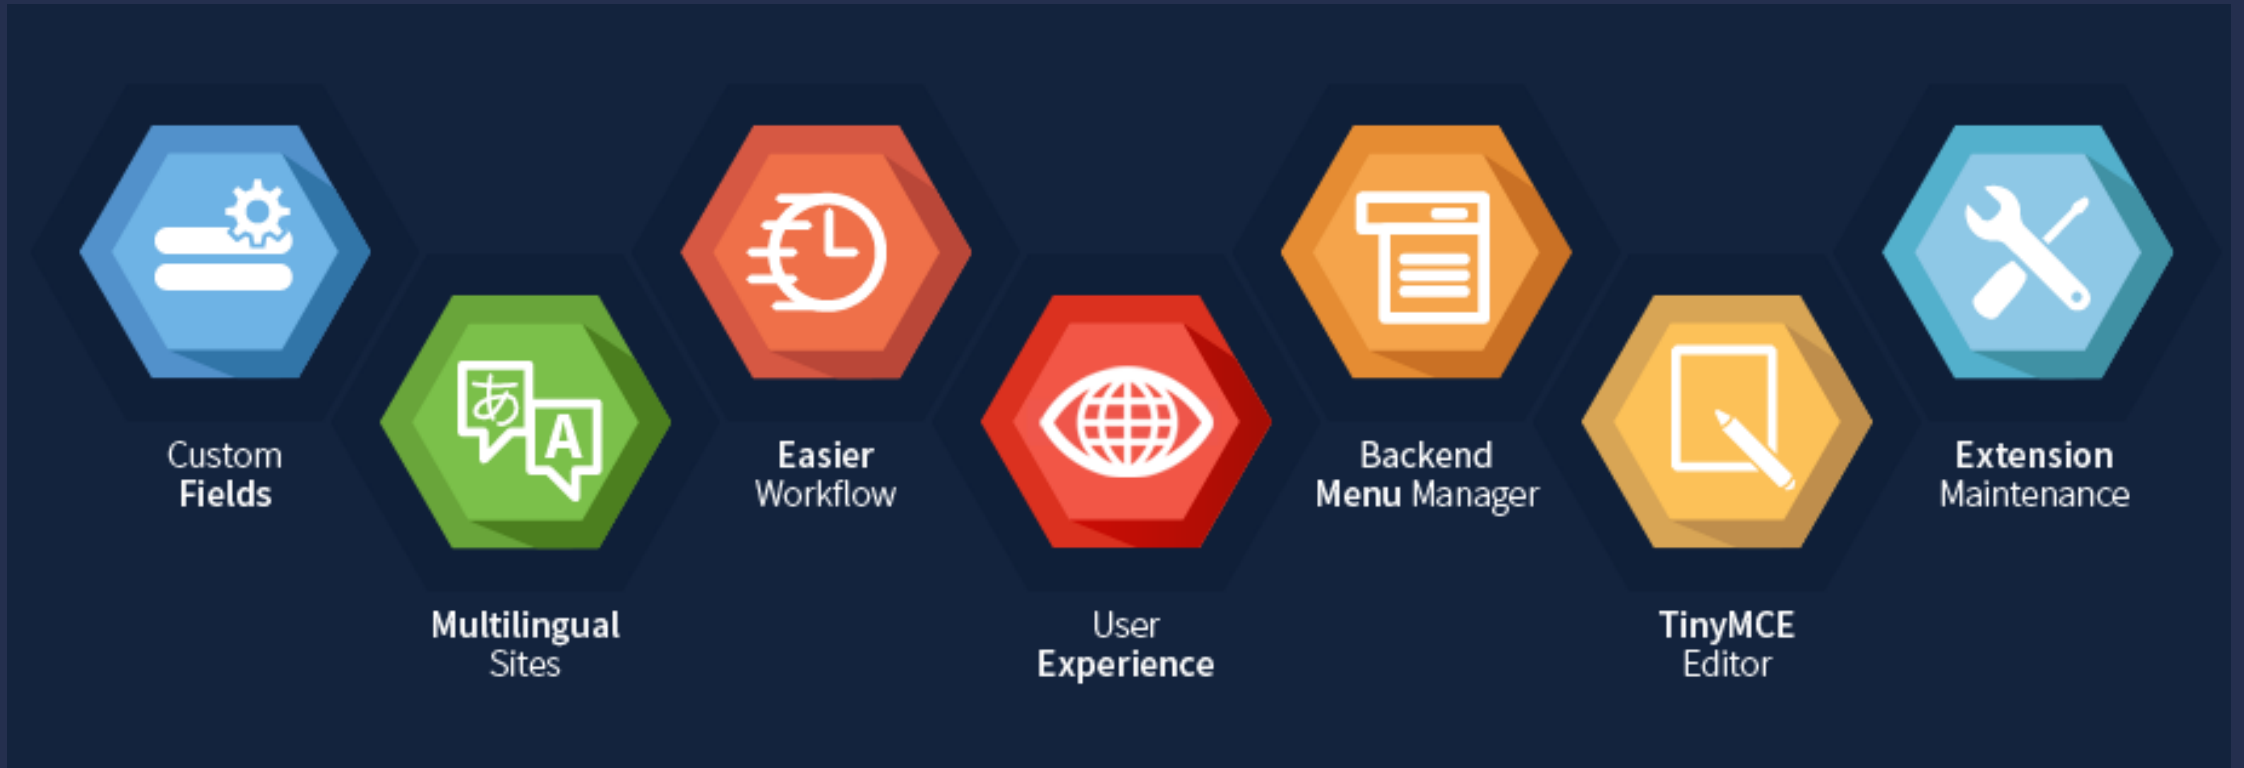 Custom
Fields
あ
A
Multilingual
Sites
Easier
Workflow
User
Experience
Backend
Menu Manager
TinyMCE
Editor
Extension
Maintenance